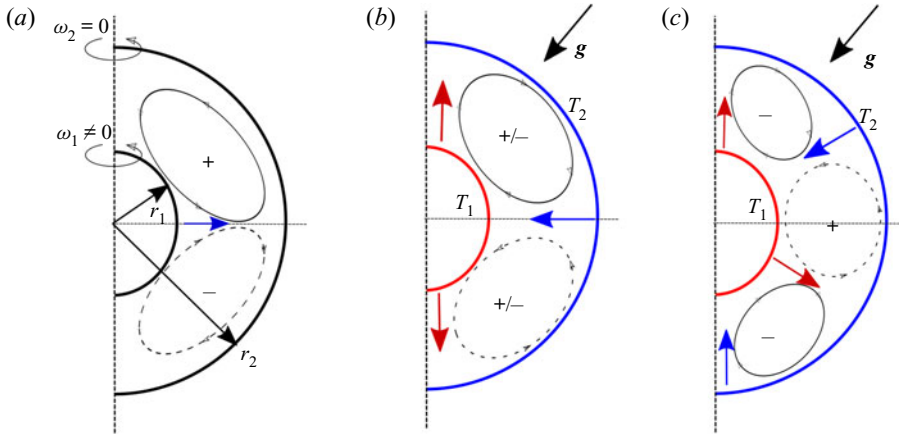 (a)
ω₂ = 0
ω₁ ≠ 0
+
r₁
–
r₂
(b)
g
T₂
+/–
T₁
+/–
(c)
g
–
T₂
T₁
+
–